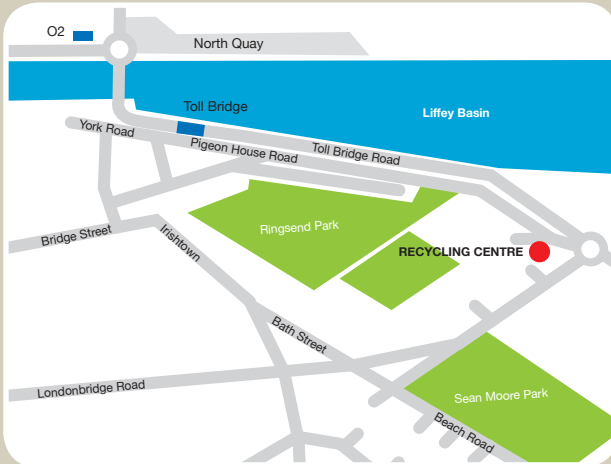 O2
North Quay
Toll Bridge
Liffey Basin
York Road
Pigeon House Road
Toll Bridge Road
Ringsend Park
Bridge Street
Irishtown
RECYCLING CENTRE
Bath Street
Londonbridge Road
Sean Moore Park
Beach Road